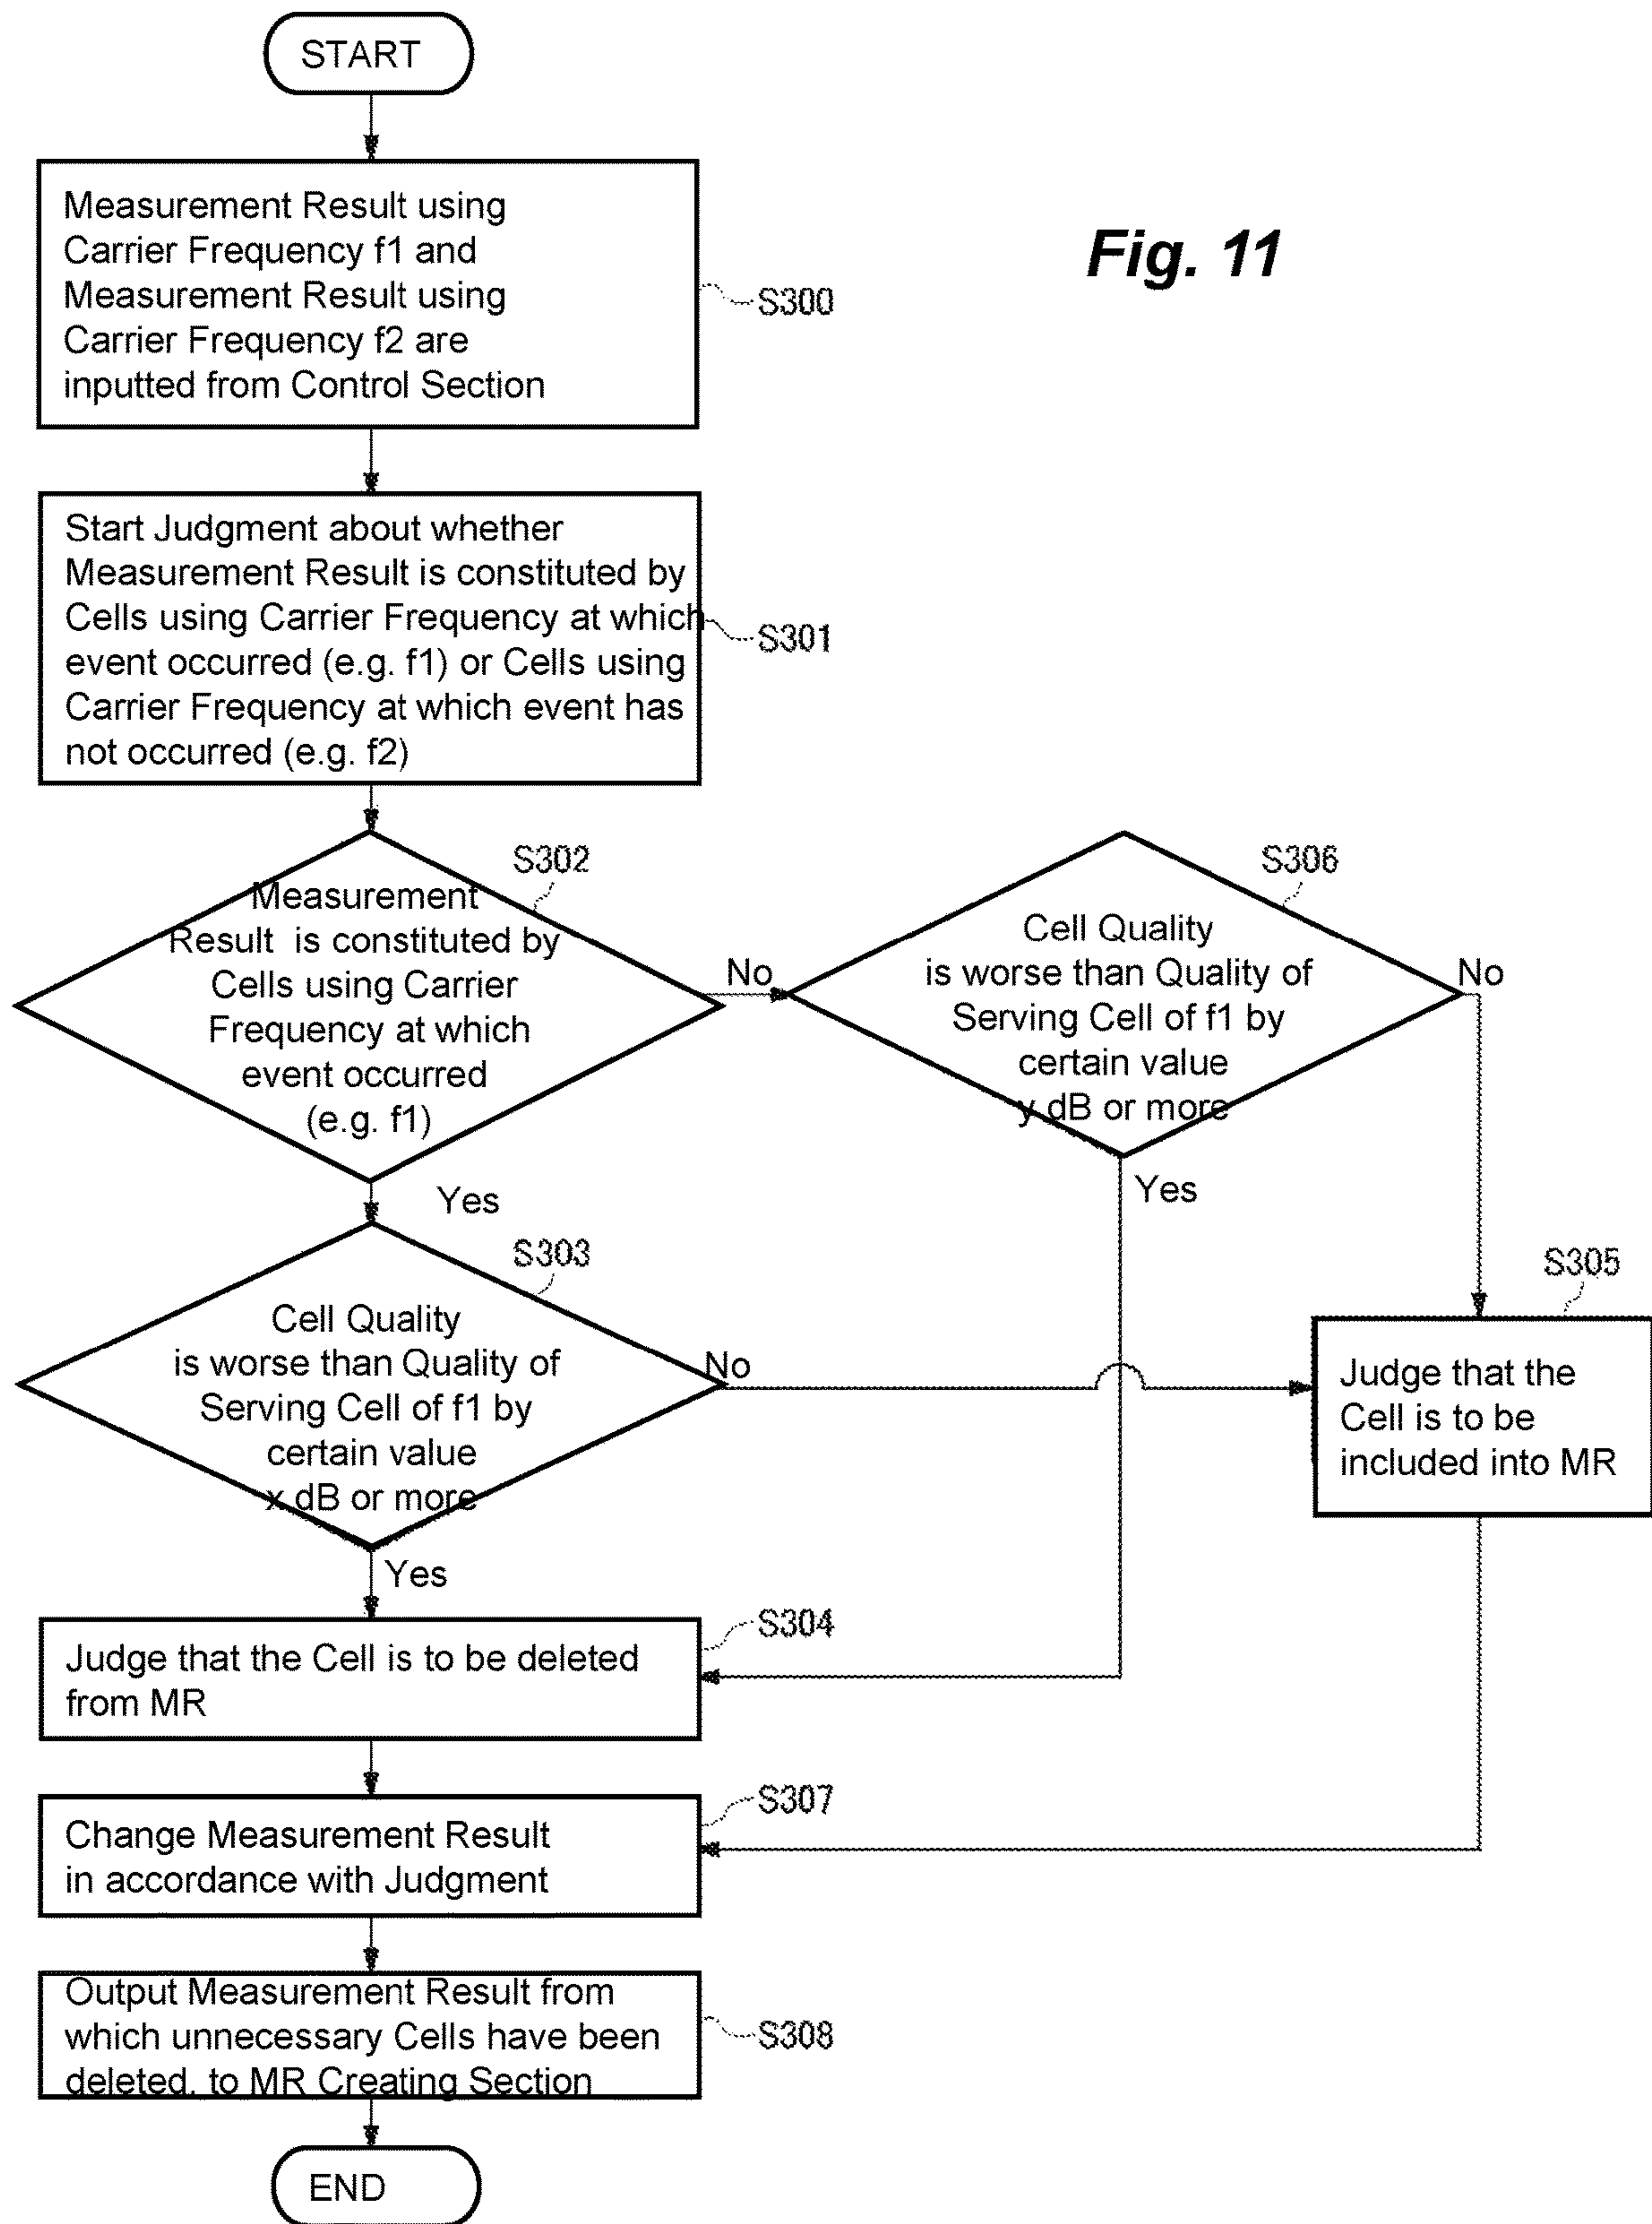 START
Measurement Result using
Carrier Frequency f1 and
Measurement Result using
Carrier Frequency f2 are
inputted from Control Section
S300
Fig. 11
Start Judgment about whether
Measurement Result is constituted by
Cells using Carrier Frequency at which
event occurred (e.g. f1) or Cells using
Carrier Frequency at which event has
not occurred (e.g. f2)
S301
S302
Measurement
Result is constituted by
Cells using Carrier
Frequency at which
event occurred
(e.g. f1)
No
Yes
S306
Cell Quality
is worse than Quality of
Serving Cell of f1 by
certain value
y dB or more
No
Yes
S303
Cell Quality
is worse than Quality of
Serving Cell of f1 by
certain value
x dB or more
No
Yes
S305
Judge that the
Cell is to be
included into MR
S304
Judge that the Cell is to be deleted
from MR
S307
Change Measurement Result
in accordance with Judgment
S308
Output Measurement Result from
which unnecessary Cells have been
deleted, to MR Creating Section
END